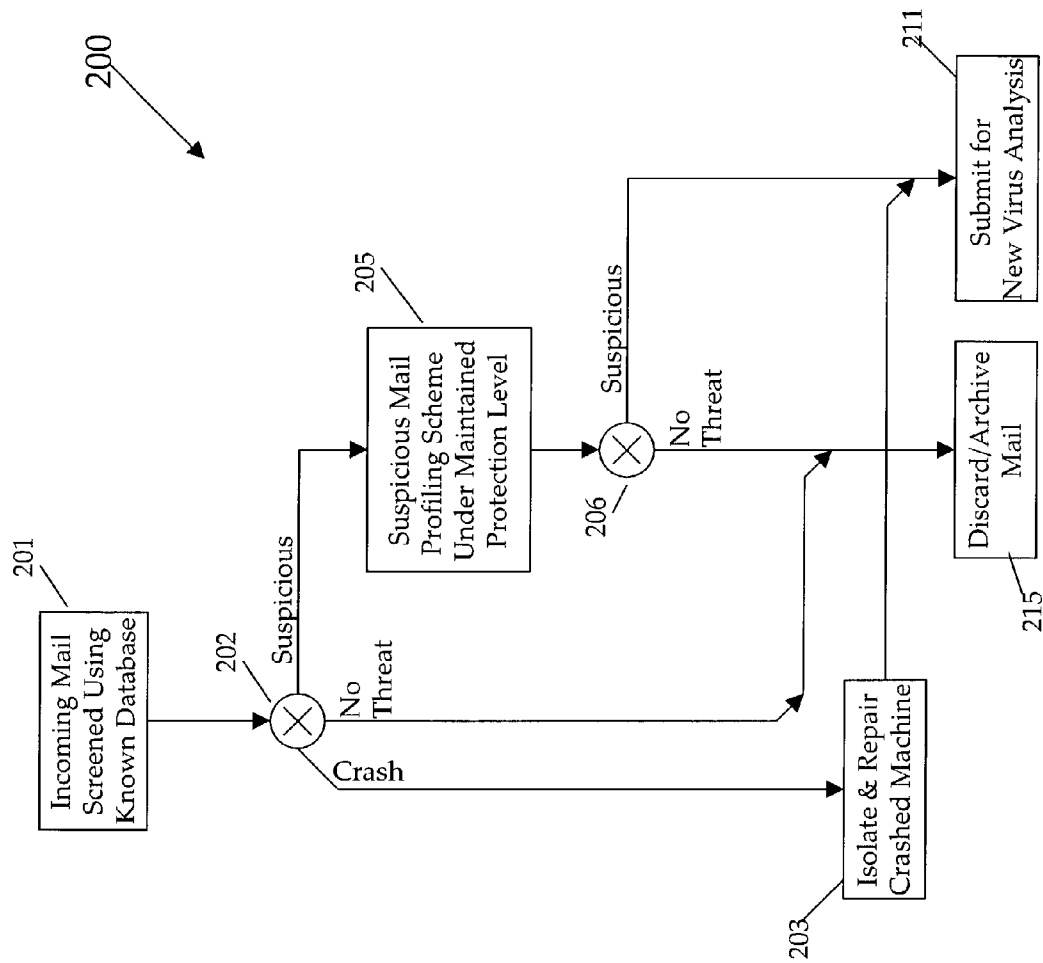 200
201
Incoming Mail
Screened Using
Known Database
202
Suspicious
No
Threat
Crash
205
Suspicious Mail
Profiling Scheme
Under Maintained
Protection Level
206
Suspicious
No
Threat
203
Isolate & Repair
Crashed Machine
215
Discard/Archive
Mail
211
Submit for
New Virus Analysis